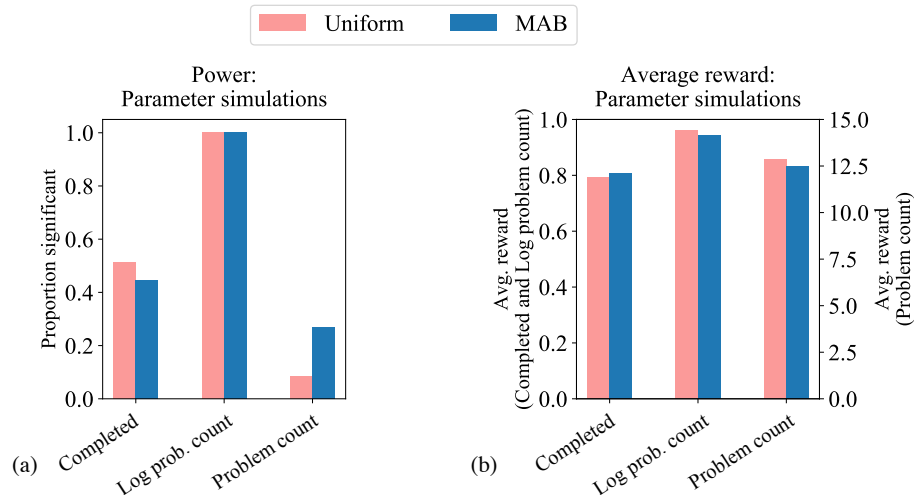 Uniform
MAB
Power:
Parameter simulations
Proportion significant
1.0
0.8
0.6
0.4
0.2
0.0
Completed
Log prob. count
Problem count
(a)
Average reward:
Parameter simulations
Avg. reward
((Completed and Log problem count)
1.0
0.8
0.6
0.4
0.2
0.0
15.0
12.5
10.0
7.5
5.0
2.5
0.0
Avg. reward
(Problem count)
Completed
Log prob. count
Problem count
(b)